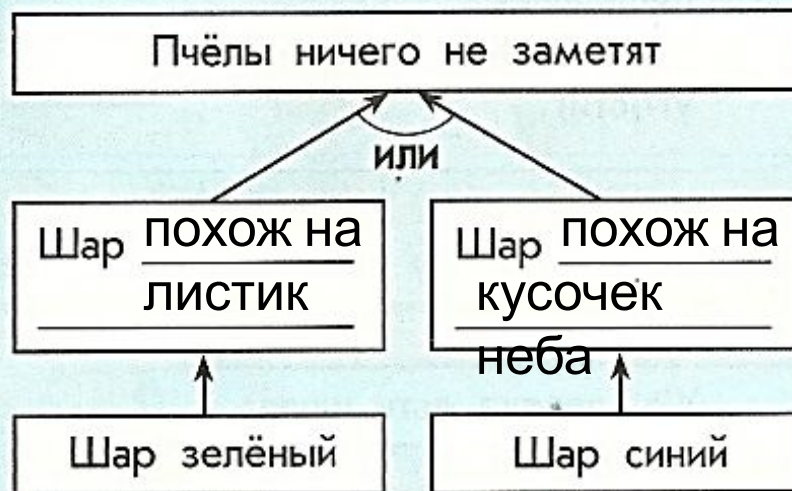 Пчёлы ничего не заметят
или
Шар похож на
листик
Шар похож на
кусочек
неба
Шар зелёный
Шар синий